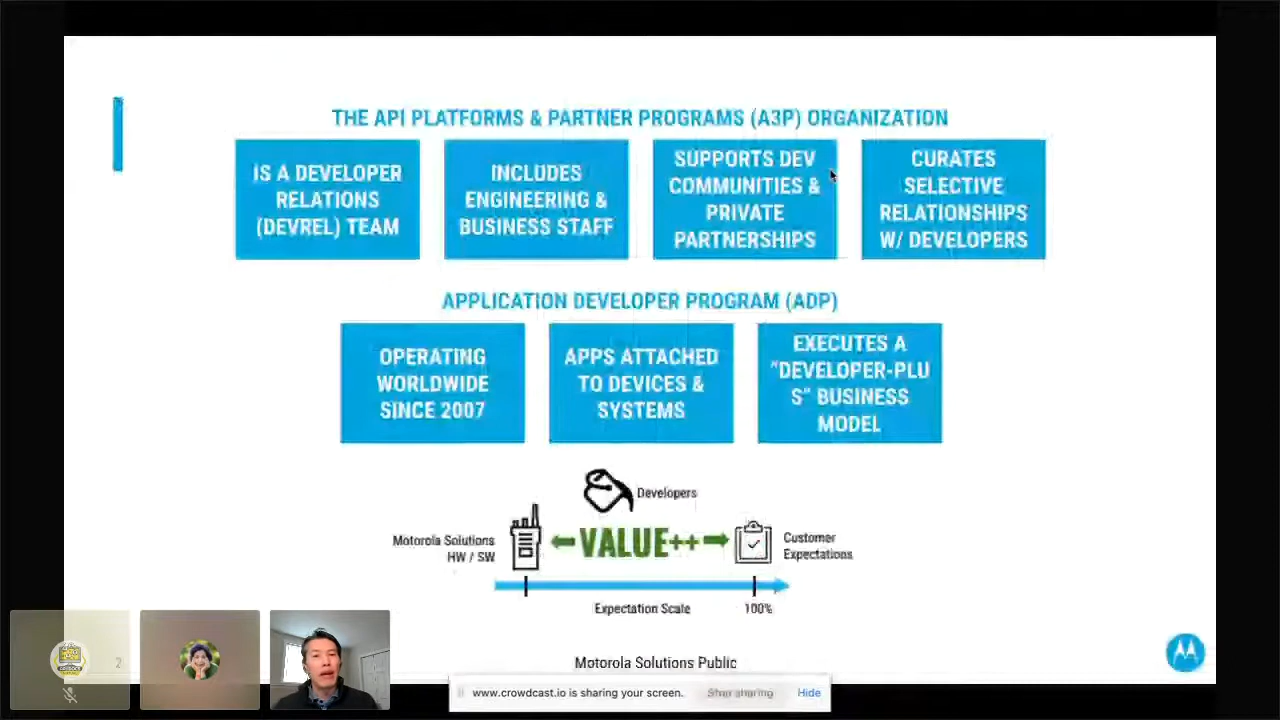 THE API PLATFORMS & PARTNER PROGRAMS (A3P) ORGANIZATION
IS A DEVELOPER
RELATIONS
(DEVREL) TEAM
INCLUDES
ENGINEERING &
BUSINESS STAFF
SUPPORTS DEV
COMMUNITIES &
PRIVATE
PARTNERSHIPS
CURATES
SELECTIVE
RELATIONSHIPS
W/ DEVELOPERS
APPLICATION DEVELOPER PROGRAM (ADP)
OPERATING
WORLDWIDE
SINCE 2007
APPS ATTACHED
TO DEVICES &
SYSTEMS
EXECUTES A
"DEVELOPER-PLU
S" BUSINESS
MODEL
Developers
Motorola Solutions
HW / SW
VALUE++
Customer
Expectations
Expectation Scale
100%
Motorola Solutions Public
2
www.crowdcast.io is sharing your screen.
Stop sharing
Hide